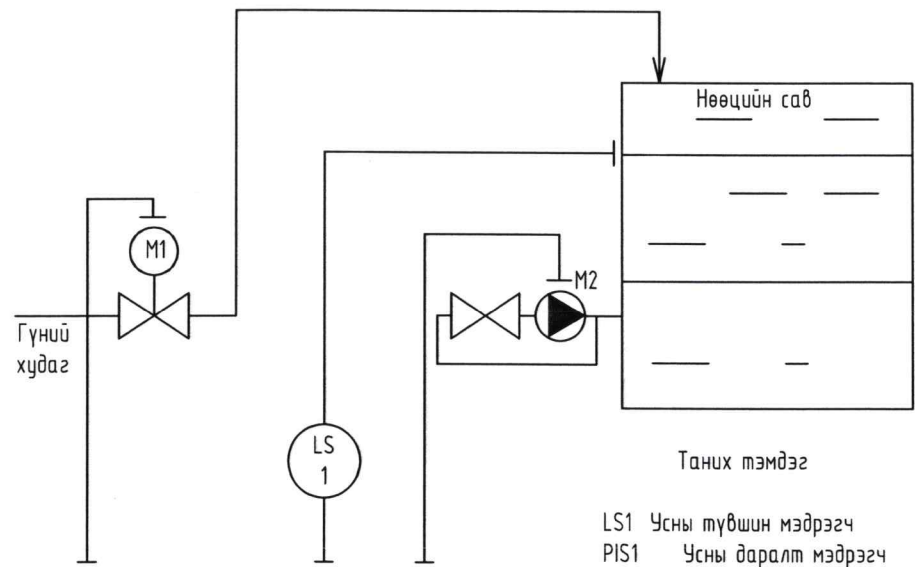 Нөөцийн сав
M1
M2
Гүний
худаг
LS
1
Таних тэмдэг
LS1 Усны түвшин мэдрэгч
PIS1 Усны даралт мэдрэгч